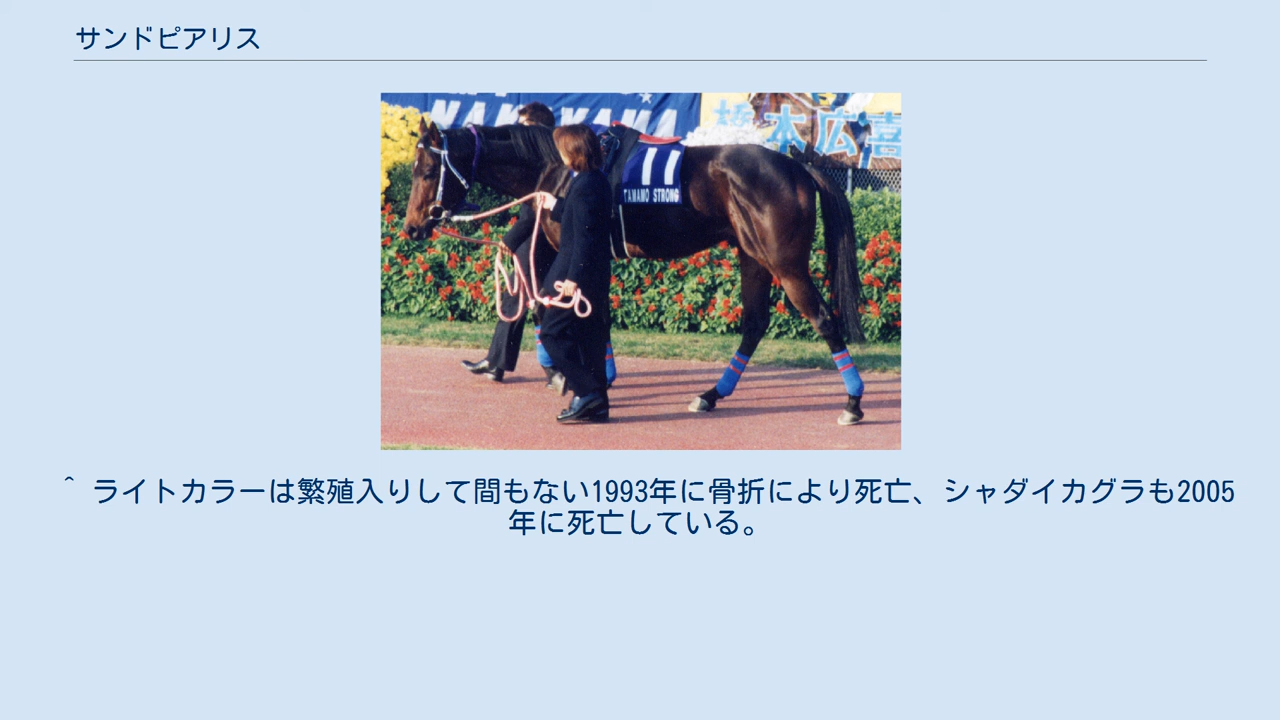 サンドピアリス
橋本広喜
11
TAMAMO STRONG
^ ライトカラーは繁殖入りして間もない1993年に骨折により死亡、シャダイカグラも2005
年に死亡している。